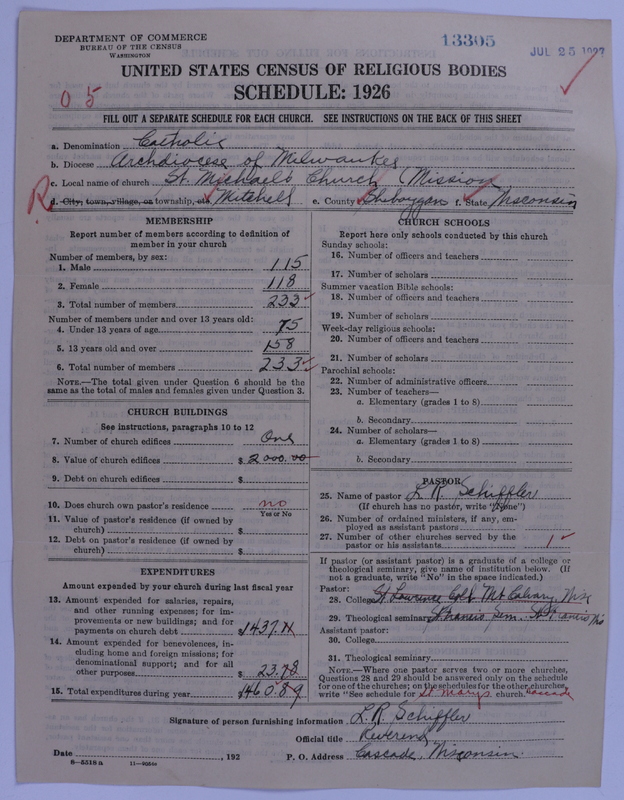 DEPARTMENT OF COMMERCE
BUREAU OF THE CENSUS
WASHINGTON
13305
JUL 25 1927
UNITED STATES CENSUS OF RELIGIOUS BODIES
SCHEDULE: 1926
0 5
FILL OUT A SEPARATE SCHEDULE FOR EACH CHURCH. SEE INSTRUCTIONS ON THE BACK OF THIS SHEET
a. Denomination Catholic
b. Diocese Archdiocese of Milwaukee
c. Local name of church St. Michael's Church (Mission
R
d. City, town, village, or township, etc. Mitchell e. County Sheboygan f. State Wisconsin
MEMBERSHIP
Report number of members according to definition of
member in your church
Number of members, by sex:
1. Male 115
2. Female 118
3. Total number of members 233
Number of members under and over 13 years old:
4. Under 13 years of age 75
5. 13 years old and over 158
6. Total number of members 233
NOTE.—The total given under Question 6 should be the
same as the total of males and females given under Question 3.
CHURCH BUILDINGS
See instructions, paragraphs 10 to 12
7. Number of church edifices One
8. Value of church edifices $ 2000.00
9. Debt on church edifices $
10. Does church own pastor's residence no
Yes or No
11. Value of pastor's residence (if owned by
church) $
12. Debt on pastor's residence (if owned by
church) $
EXPENDITURES
Amount expended by your church during last fiscal year
13. Amount expended for salaries, repairs,
and other running expenses; for im-
provements or new buildings; and for
payments on church debt $1437.11
14. Amount expended for benevolences, in-
cluding home and foreign missions; for
denominational support; and for all
other purposes $ 23.78
15. Total expenditures during year $1460.89
CHURCH SCHOOLS
Report here only schools conducted by this church
Sunday schools:
16. Number of officers and teachers
17. Number of scholars
Summer vacation Bible schools:
18. Number of officers and teachers
19. Number of scholars
Week-day religious schools:
20. Number of officers and teachers
21. Number of scholars
Parochial schools:
22. Number of administrative officers
23. Number of teachers—
a. Elementary (grades 1 to 8)
b. Secondary
24. Number of scholars—
a. Elementary (grades 1 to 8)
b. Secondary
PASTOR
25. Name of pastor L. R. Schiffler
(If church has no pastor, write "None")
26. Number of ordained ministers, if any, em-
ployed as assistant pastors
27. Number of other churches served by the
pastor or his assistants 1
If pastor (or assistant pastor) is a graduate of a college or
theological seminary, give name of institution below. (If
not a graduate, write "No" in the space indicated.)
Pastor:
28. College St Lawrence Col. Mt Calvary, Wis
29. Theological seminary St Francis Sem. St Francis Wis
Assistant pastor:
30. College
31. Theological seminary
NOTE.—Where one pastor serves two or more churches,
Questions 28 and 29 should be answered only on the schedule
for one of the churches; on the schedules for the other churches,
write "See schedule for St Mary's church." Cascade
Signature of person furnishing information L. R. Schiffler
Official title Reverend
Date , 192 P. O. Address Cascade, Wisconsin.
8—5518 a